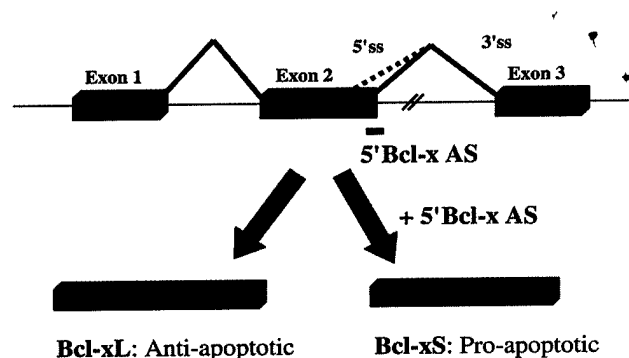 5'ss 3'ss
Exon 1 Exon 2 Exon 3
5'Bcl-x AS
+ 5'Bcl-x AS
Bcl-xL: Anti-apoptotic Bcl-xS: Pro-apoptotic